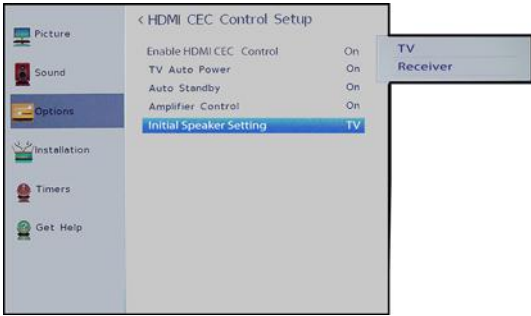 Picture
Sound
Options
Installation
Timers
Get Help
< HDMI CEC Control Setup
Enable HDMI CEC Control On
TV Auto Power On
Auto Standby On
Amplifier Control On
Initial Speaker Setting TV
TV
Receiver